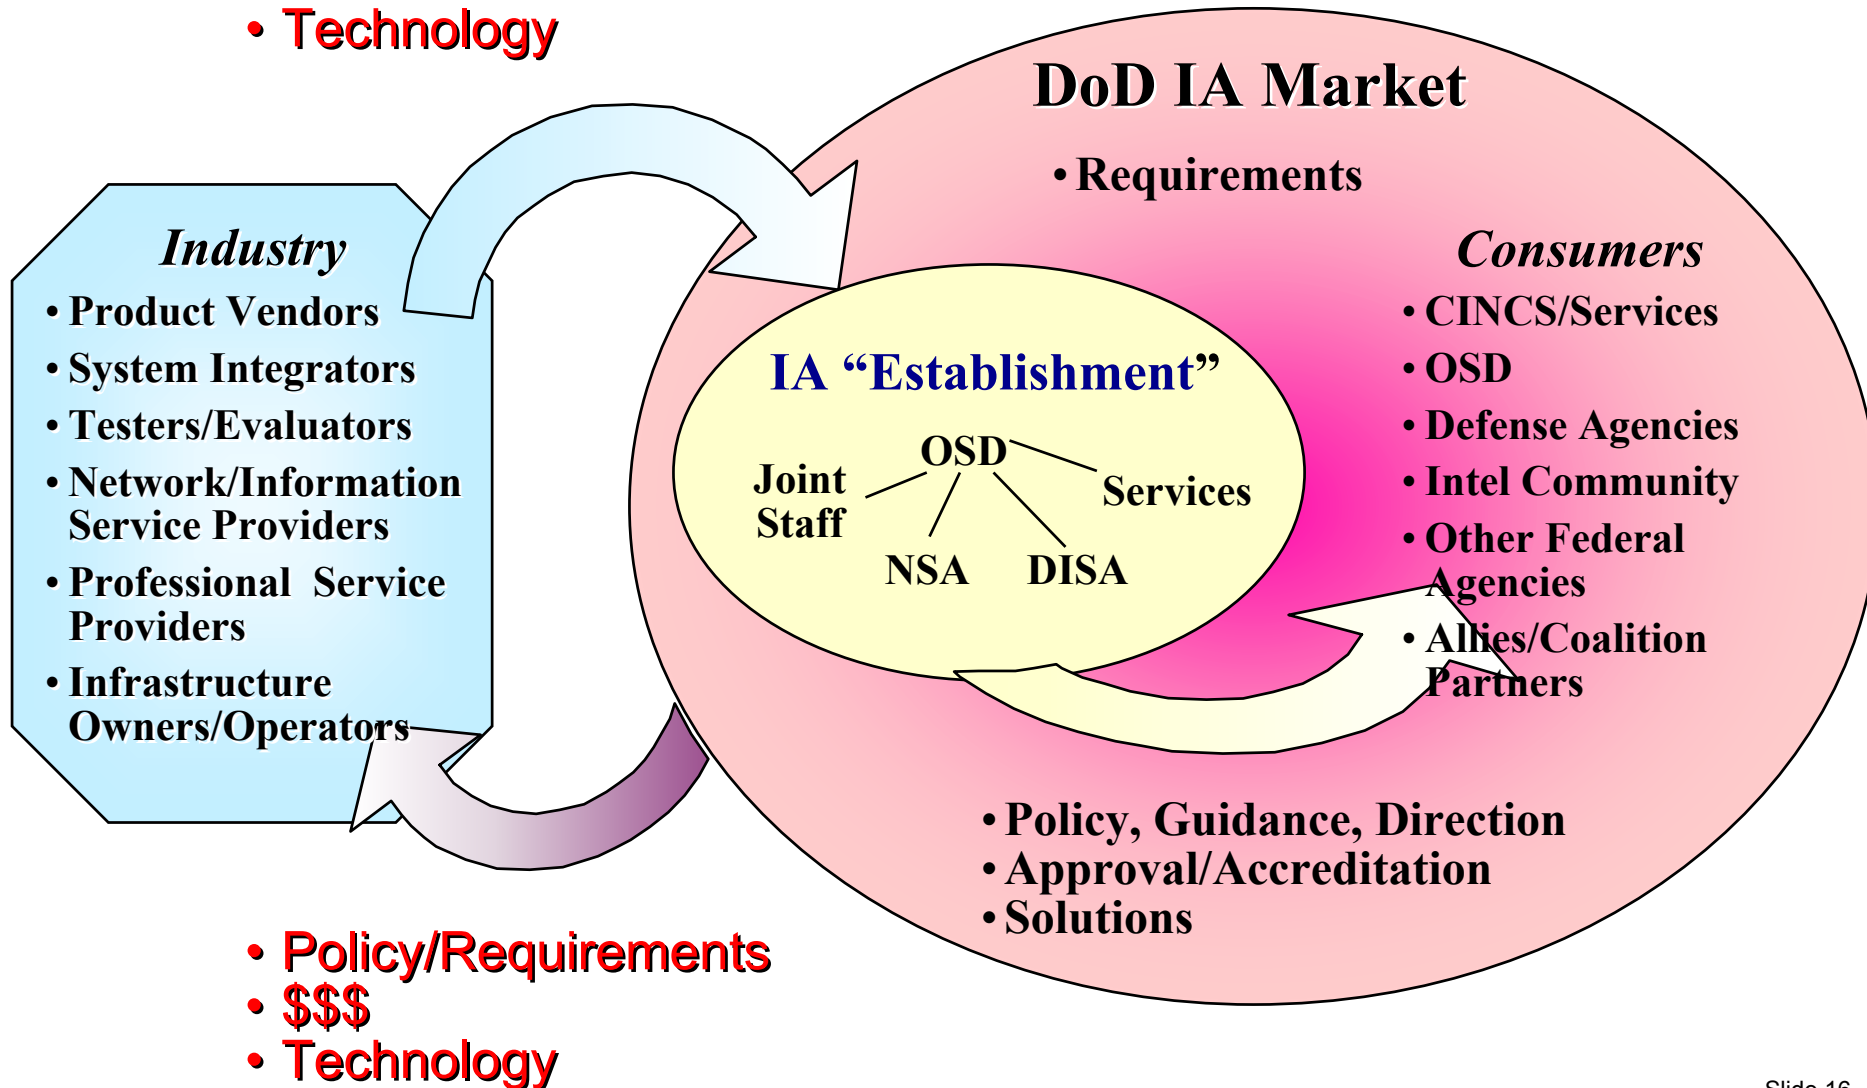 • Technology
DoD IA Market
• Requirements
Industry
• Product Vendors
• System Integrators
• Testers/Evaluators
• Network/Information
Service Providers
• Professional Service
Providers
• Infrastructure
Owners/Operators
IA “Establishment”
OSD
Joint
Staff
Services
NSA
DISA
Consumers
• CINCS/Services
• OSD
• Defense Agencies
• Intel Community
• Other Federal
Agencies
• Allies/Coalition
Partners
• Policy, Guidance, Direction
• Approval/Accreditation
• Solutions
• Policy/Requirements
• $$$
• Technology
Slide 16